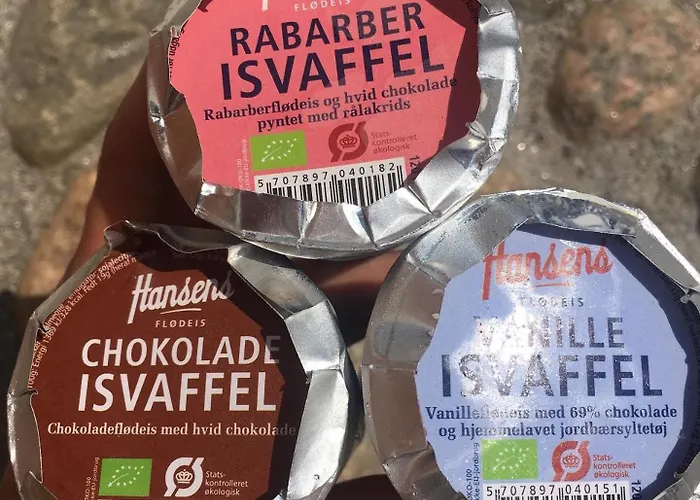 Hansens
FLØDEIS
RABARBER
ISVAFFEL
Rabarberflødeis og hvid chokolade
pyntet med rålakrids
Stats-
kontrolleret
økologisk
5 707897 040182
Hansens
FLØDEIS
CHOKOLADE
ISVAFFEL
Chokoladeflødeis med hvid chokolade
Stats-
kontrolleret
økologisk
Hansens
FLØDEIS
VANILLE
ISVAFFEL
Vanilleflødeis med 69% chokolade
og hjemmelavet jordbærsyltetøj
Stats-
kontrolleret
økologisk
5 707897 040151